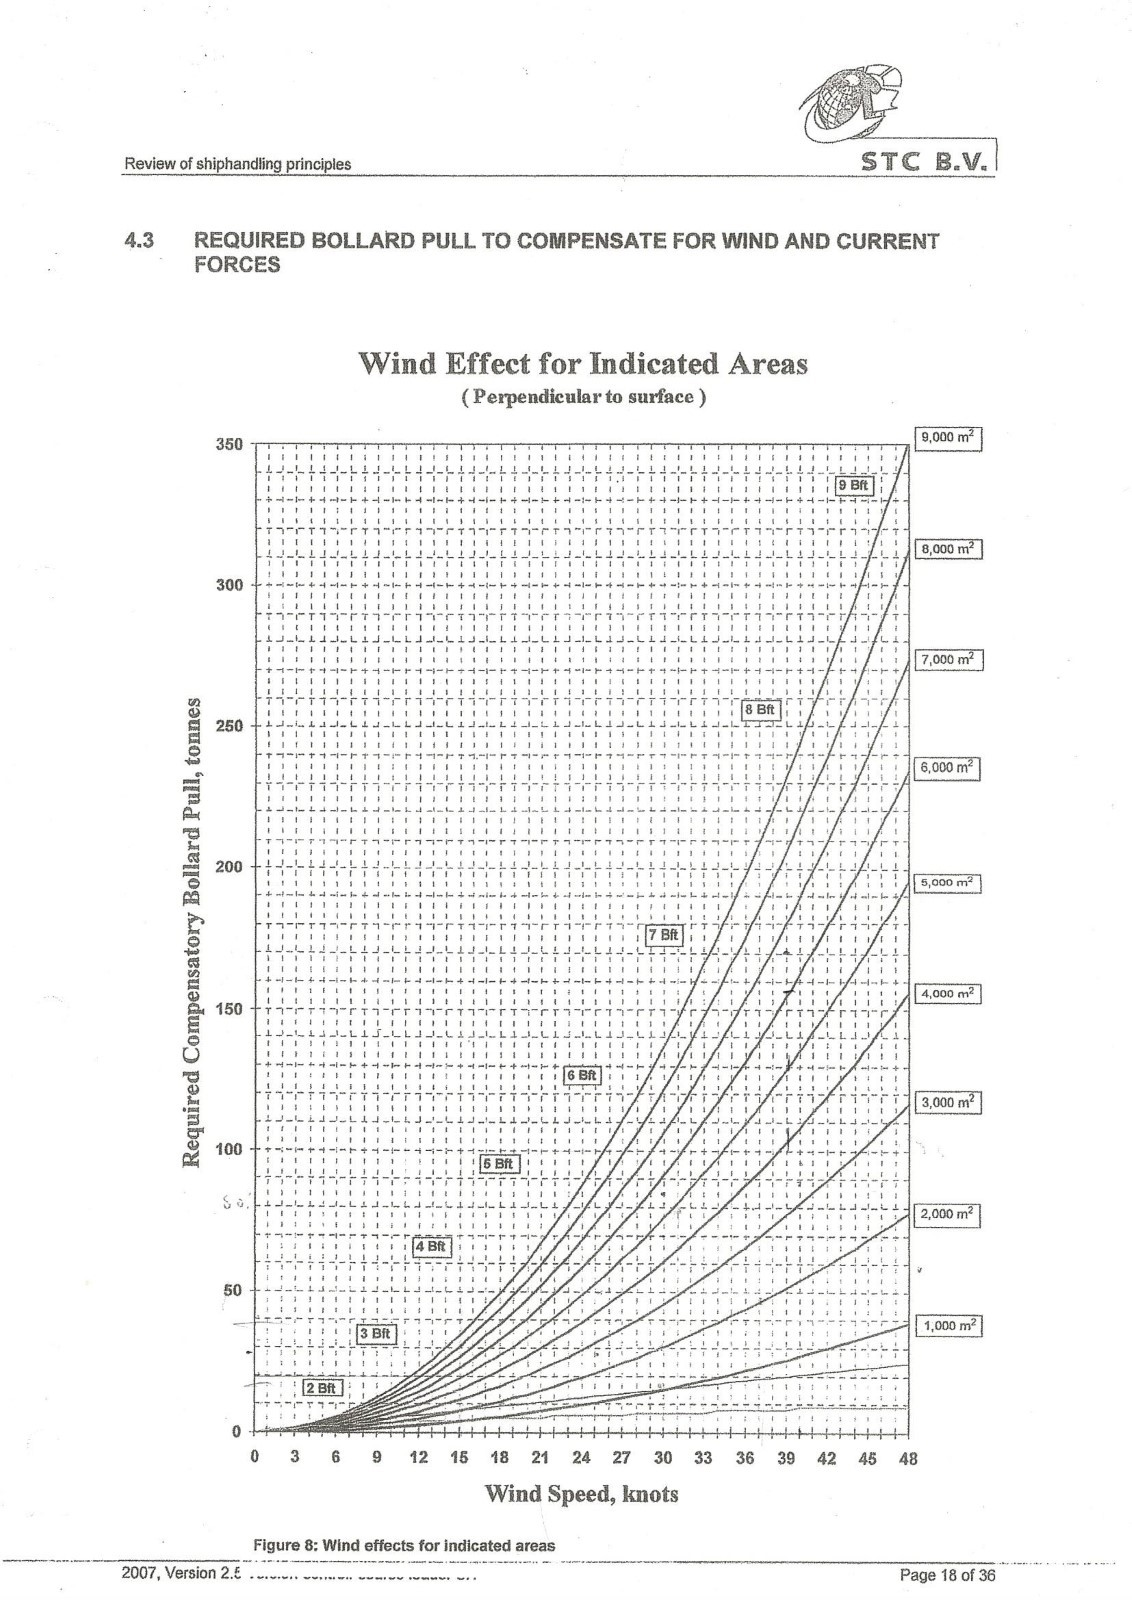 STC B.V.
Review of shiphandling principles
4.3 REQUIRED BOLLARD PULL TO COMPENSATE FOR WIND AND CURRENT
FORCES
Wind Effect for Indicated Areas
( Perpendicular to surface )
Required Compensatory Bollard Pull, tonnes
350
300
250
200
150
100
50
0
9,000 m²
8,000 m²
7,000 m²
6,000 m²
5,000 m²
4,000 m²
3,000 m²
2,000 m²
1,000 m²
9 Bft
8 Bft
7 Bft
6 Bft
5 Bft
4 Bft
3 Bft
2 Bft
0 3 6 9 12 15 18 21 24 27 30 33 36 39 42 45 48
Wind Speed, knots
Figure 8: Wind effects for indicated areas
2007, Version 2.5
Page 18 of 36